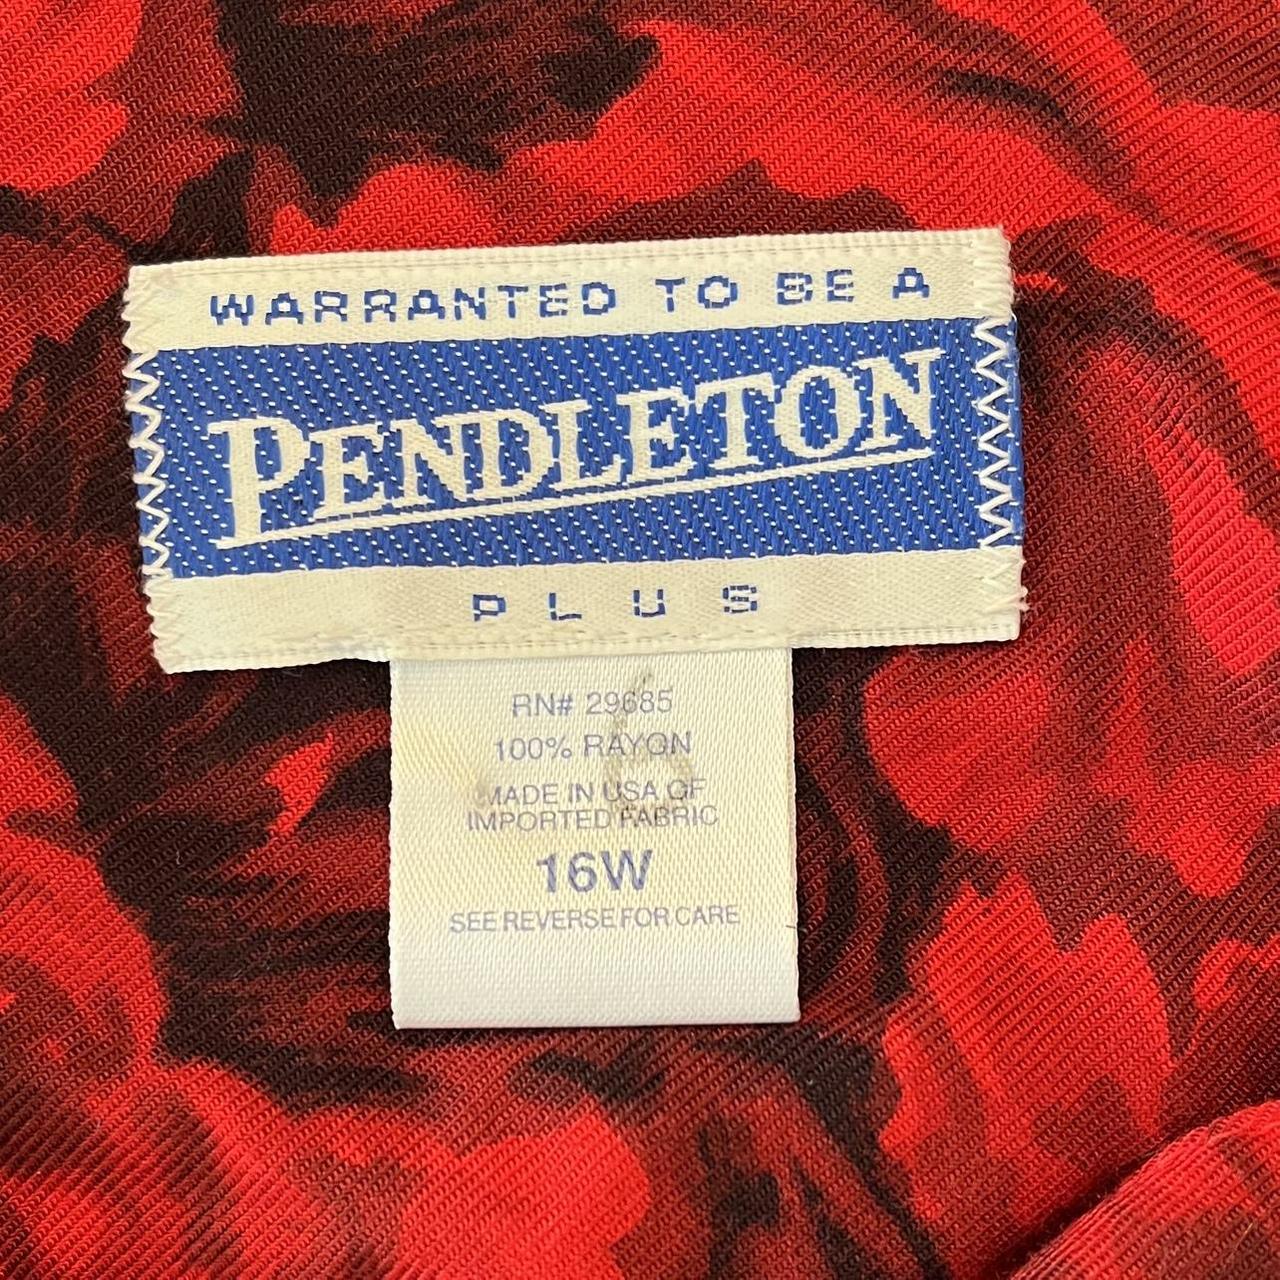 WARRANTED TO BE A
PENDLETON
PLUS
RN# 29685
100% RAYON
MADE IN USA OF
IMPORTED FABRIC
16W
SEE REVERSE FOR CARE